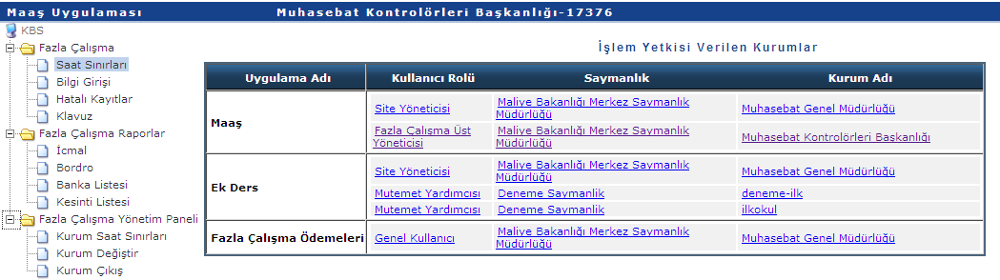 Maaş Uygulaması Muhasebat Kontrolörleri Başkanlığı-17376
KBS
Fazla Çalışma
Saat Sınırları
Bilgi Girişi
Hatalı Kayıtlar
Klavuz
Fazla Çalışma Raporlar
İcmal
Bordro
Banka Listesi
Kesinti Listesi
Fazla Çalışma Yönetim Paneli
Kurum Saat Sınırları
Kurum Değiştir
Kurum Çıkış
İşlem Yetkisi Verilen Kurumlar
Uygulama Adı Kullanıcı Rolü Saymanlık Kurum Adı
Maaş
Site Yöneticisi
Maliye Bakanlığı Merkez Saymanlık
Müdürlüğü
Muhasebat Genel Müdürlüğü
Fazla Çalışma Üst
Yöneticisi
Maliye Bakanlığı Merkez Saymanlık
Müdürlüğü
Muhasebat Kontrolörleri Başkanlığı
Ek Ders
Site Yöneticisi
Maliye Bakanlığı Merkez Saymanlık
Müdürlüğü
Muhasebat Genel Müdürlüğü
Mutemet Yardımcısı Deneme Saymanlik deneme-ilk
Mutemet Yardımcısı Deneme Saymanlik ilkokul
Fazla Çalışma Ödemeleri
Genel Kullanıcı
Maliye Bakanlığı Merkez Saymanlık
Müdürlüğü
Muhasebat Genel Müdürlüğü